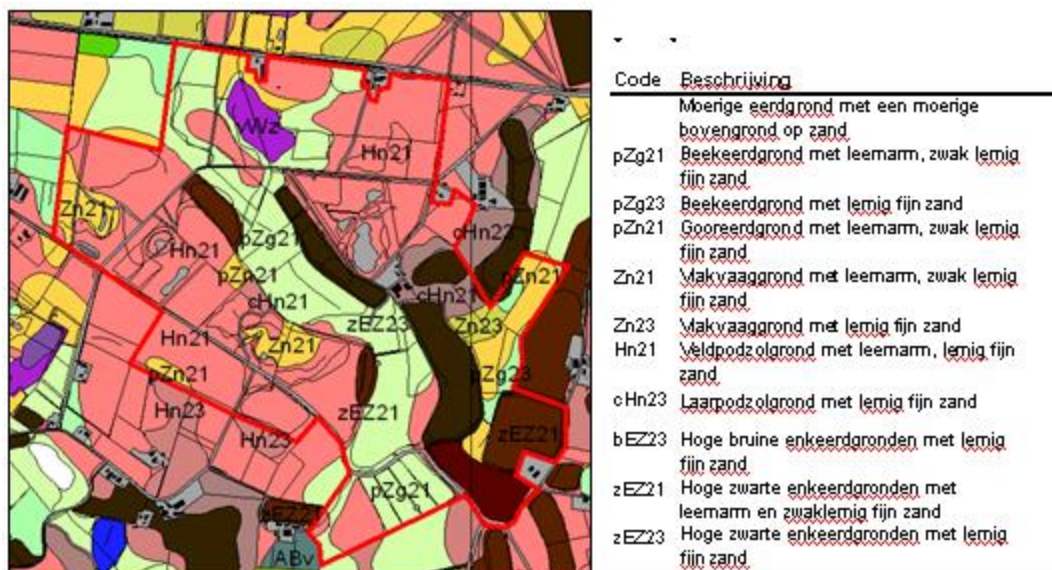 vWz
Hn21
Zn21
pZg21
Hn21
cHn23
pZn21
pZn21
cHn21
cHn21
zEZ23
Zn23
Hn21
Zn21
pZn21
pZg23
Hn23
zEZ21
Hn23
zEZ21
pZg21
ABv
Code Beschrijving
Moerige eerdgrond met een moerige
bovengrond op zand
pZg21 Beekeerdgrond met leemarm, zwak lemig
fijn zand
pZg23 Beekeerdgrond met lemig fijn zand
pZn21 Gooreerdgrond met leemarm, zwak lemig
fijn zand
Zn21 Vlakvaaggrond met leemarm, zwak lemig
fijn zand
Zn23 Vlakvaaggrond met lemig fijn zand
Hn21 Veldpodzolgrond met leemarm, lemig fijn
zand
cHn23 Laarpodzolgrond met lemig fijn zand
bEZ23 Hoge bruine enkeerdgronden met lemig
fijn zand
zEZ21 Hoge zwarte enkeerdgronden met
leemarm en zwaklemig fijn zand
zEZ23 Hoge zwarte enkeerdgronden met lemig
fijn zand